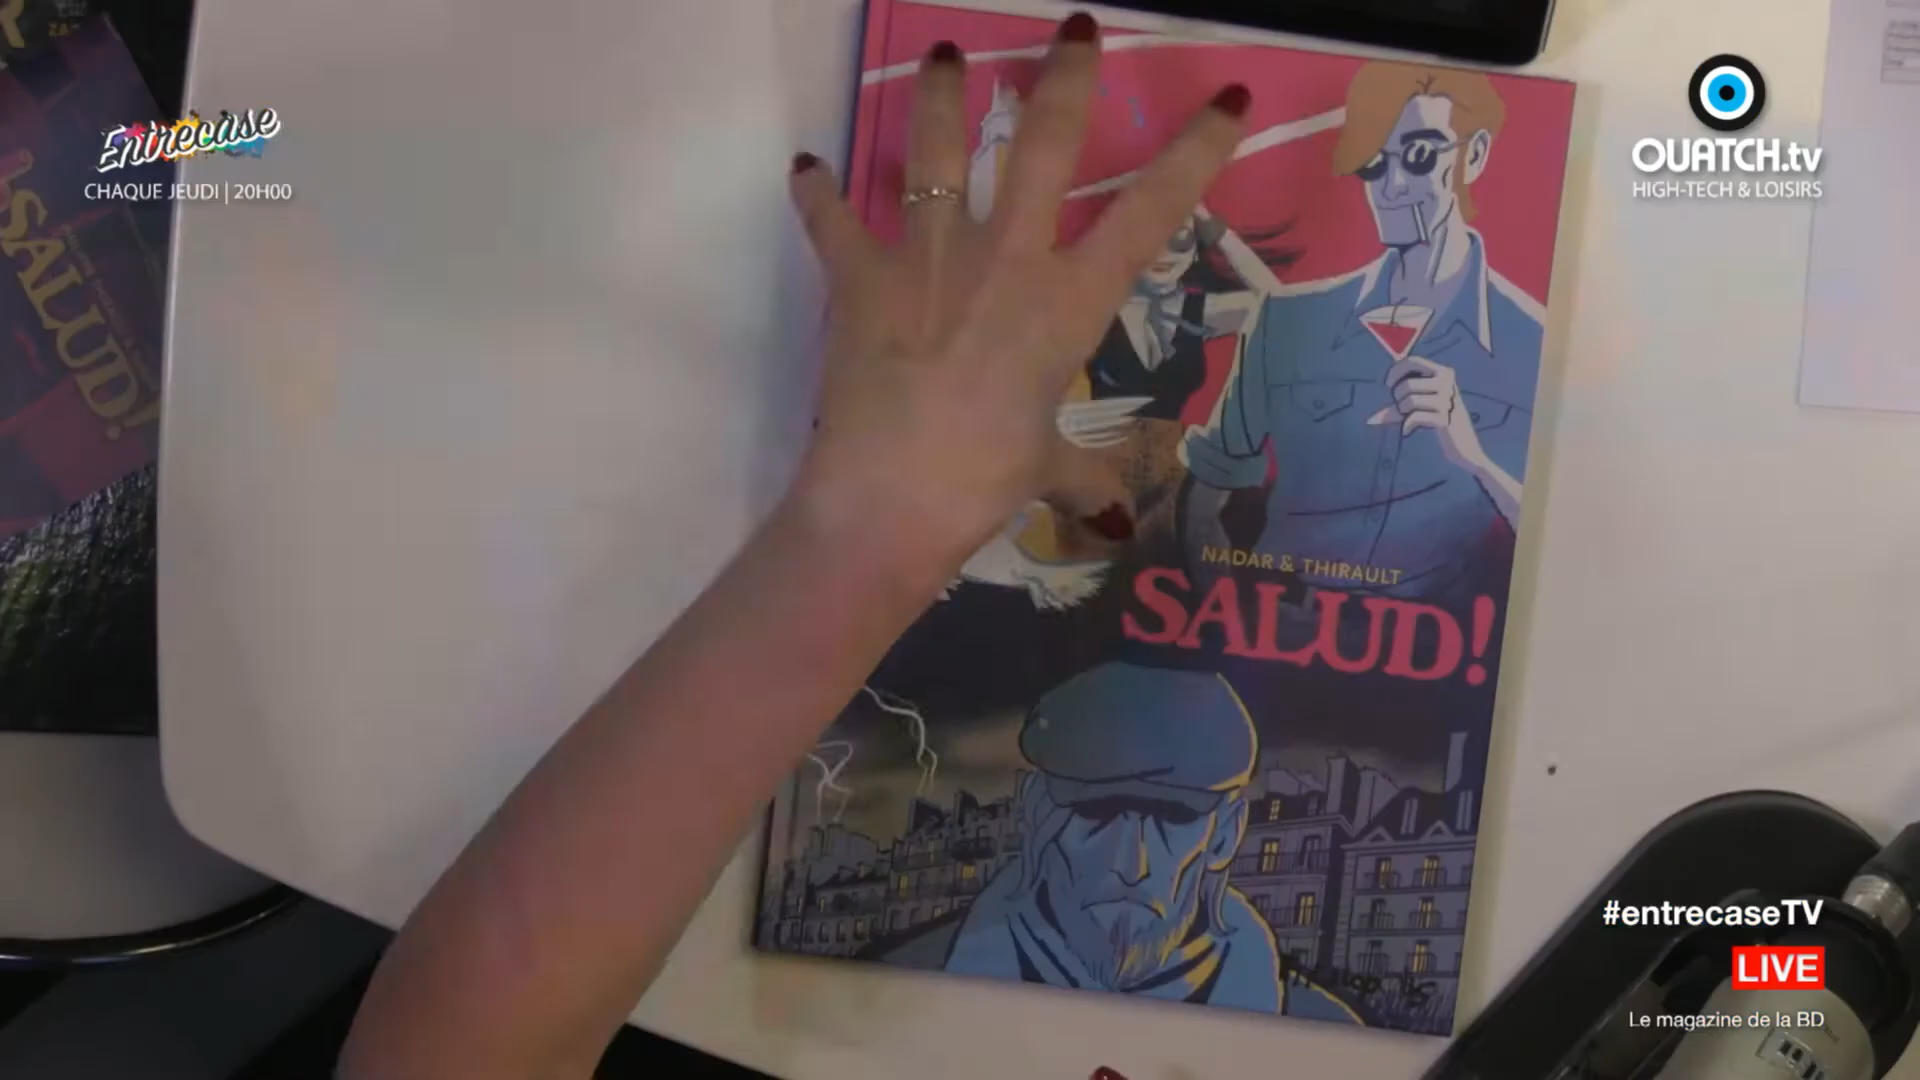 Entrecase
CHAQUE JEUDI | 20H00
OUATCH.tv
HIGH-TECH & LOISIRS
SALUD!
NADAR & THIRAULT
SALUD!
#entrecaseTV
LIVE
Le magazine de la BD